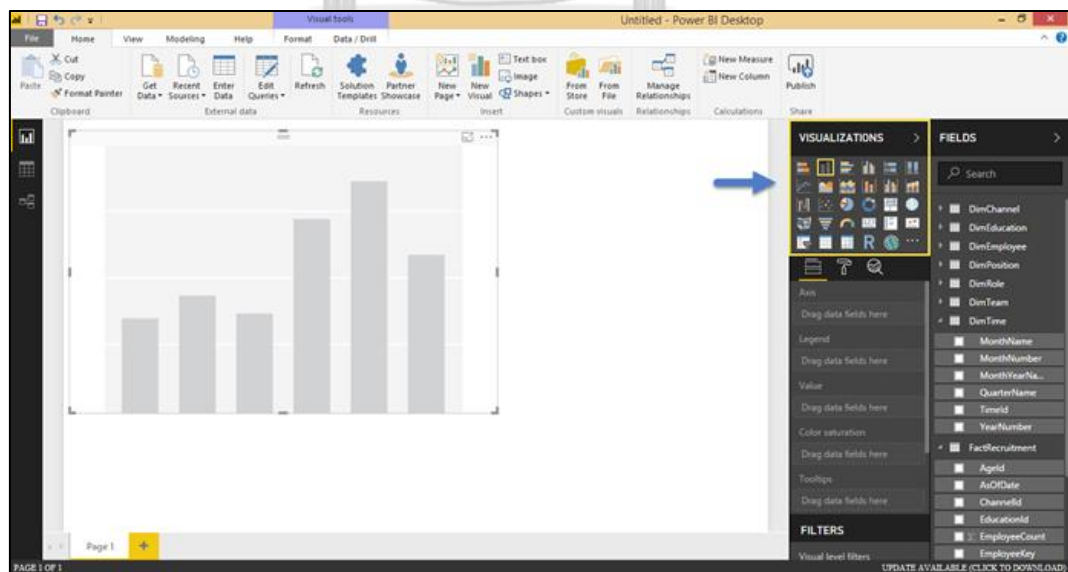 Visual tools
Untitled - Power BI Desktop
File
Home
View
Modeling
Help
Format
Data / Drill
Paste
Cut
Copy
Format Painter
Clipboard
Get Data
Recent Sources
Enter Data
Edit Queries
External data
Refresh
Solution Templates
Partner Showcase
Resources
New Page
New Visual
Text box
Image
Shapes
Insert
From Store
From File
Custom visuals
Manage Relationships
Relationships
New Measure
New Column
Calculations
Publish
Share
VISUALIZATIONS
R
Axis
Drag data fields here
Legend
Drag data fields here
Value
Drag data fields here
Color saturation
Drag data fields here
Tooltips
Drag data fields here
FILTERS
Visual level filters
FIELDS
Search
DimChannel
DimEducation
DimEmployee
DimPosition
DimRole
DimTeam
DimTime
MonthName
MonthNumber
MonthYearNa...
QuarterName
TimeId
YearNumber
FactRecruitment
AgeId
AsOfDate
ChannelId
EducationId
EmployeeCount
EmployeeKey
Page 1
PAGE 1 OF 1
UPDATE AVAILABLE (CLICK TO DOWNLOAD)